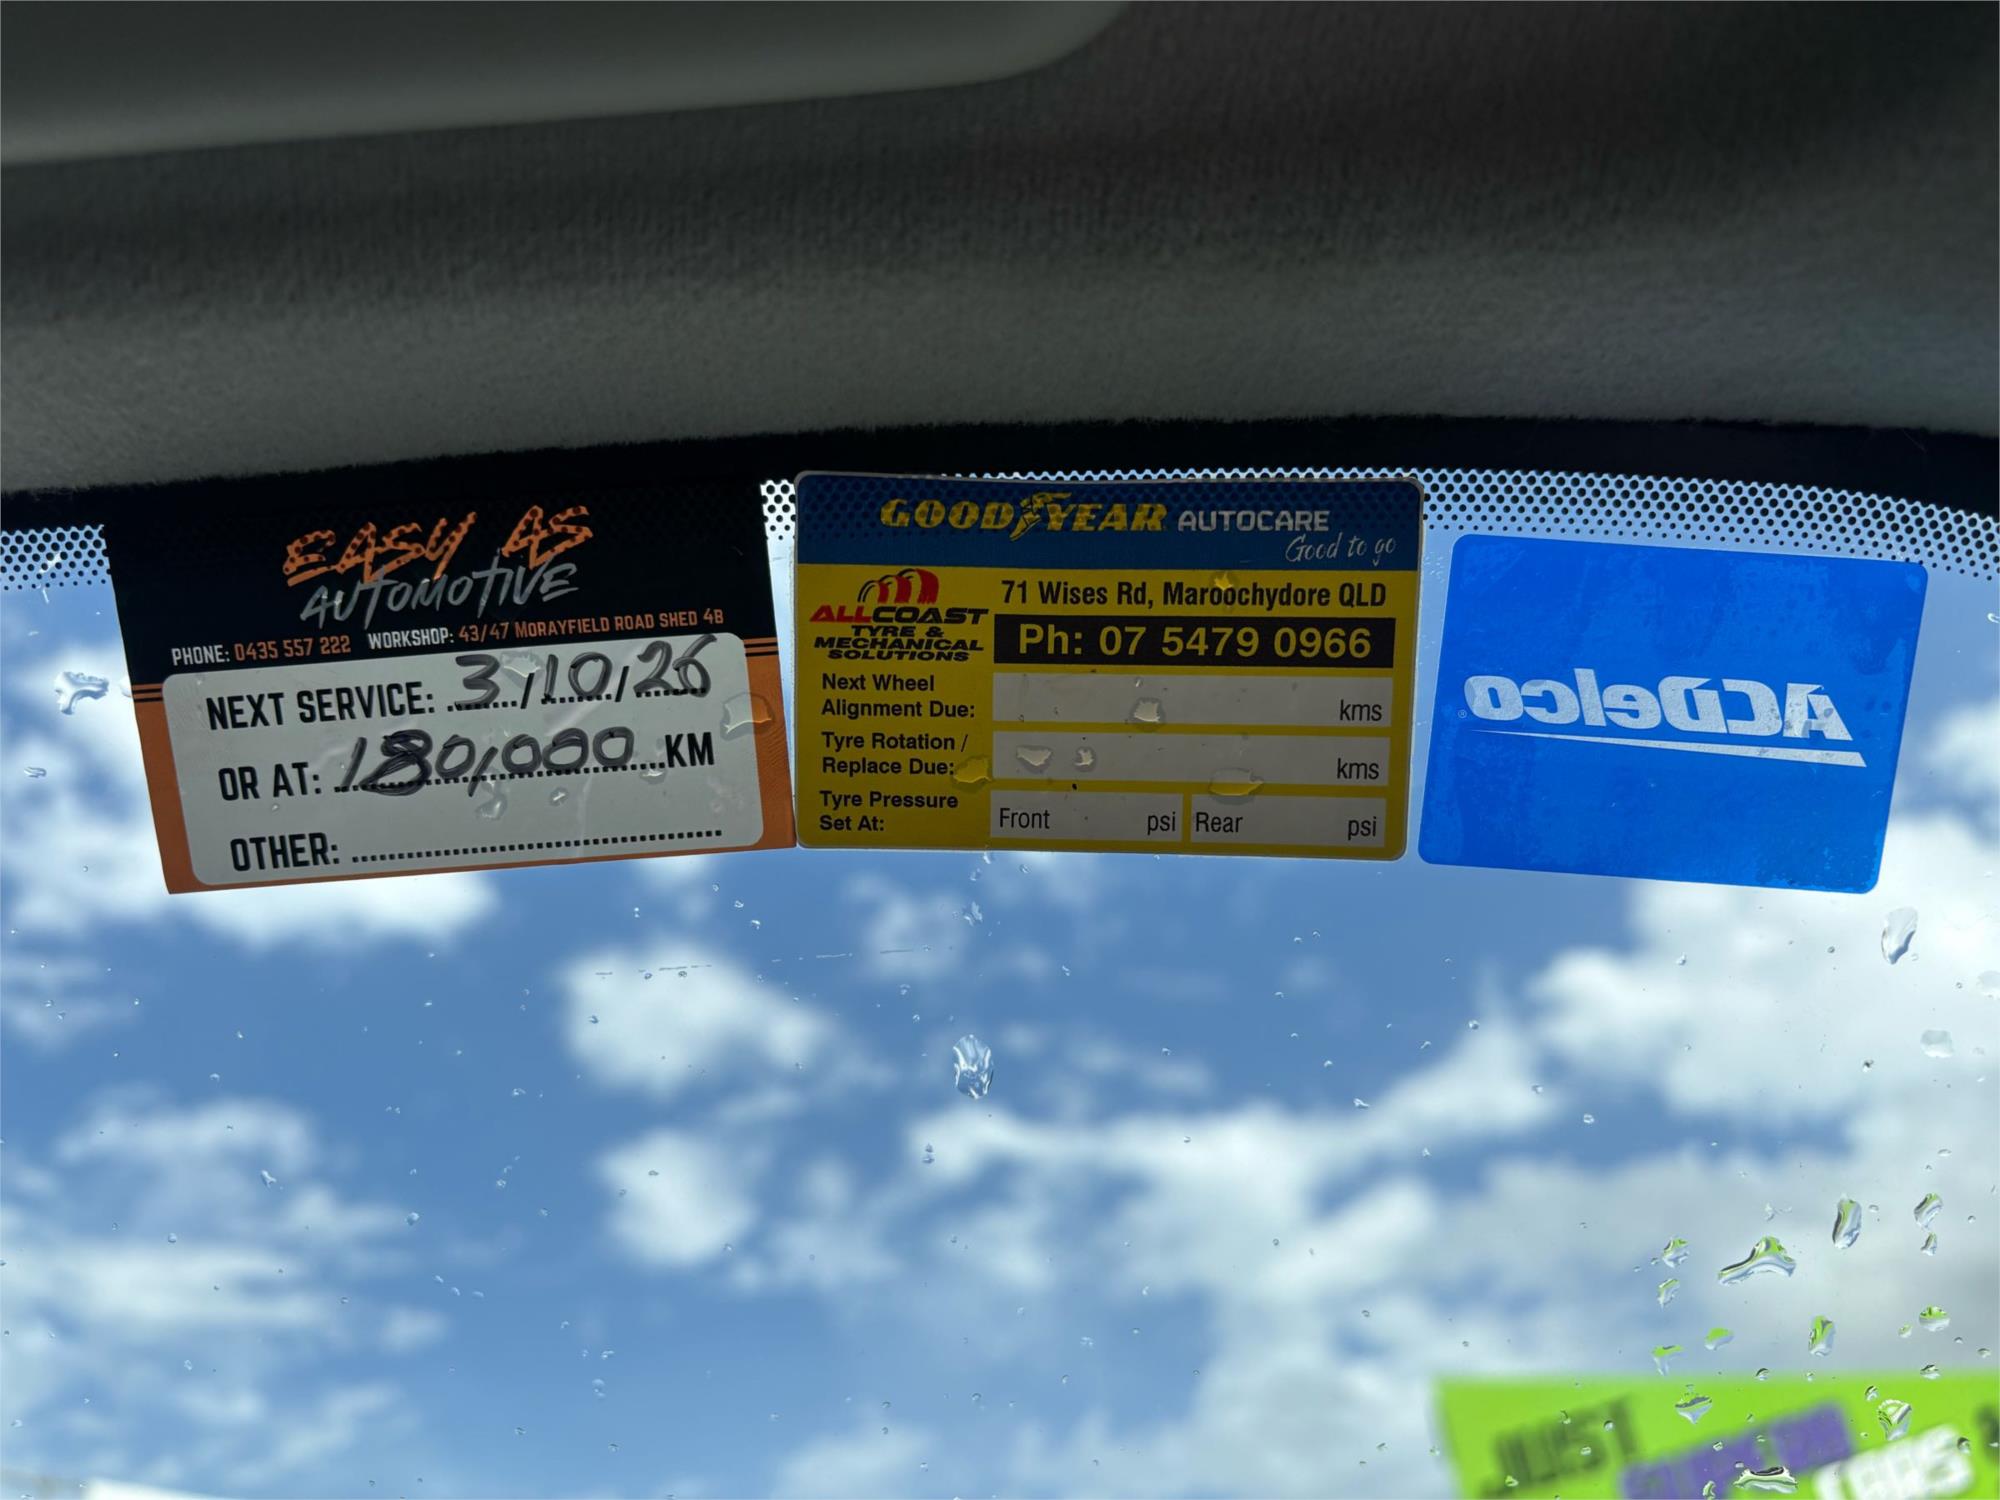 EASY AS
AUTOMOTIVE
PHONE: 0435 557 222 WORKSHOP: 43/47 MORAYFIELD ROAD SHED 4B
NEXT SERVICE: 3/10/26
OR AT: 180,000 KM
OTHER:
GOODYEAR AUTOCARE
Good to go
ALLCOAST
TYRE &
MECHANICAL
SOLUTIONS
71 Wises Rd, Maroochydore QLD
Ph: 07 5479 0966
Next Wheel
Alignment Due: kms
Tyre Rotation /
Replace Due: kms
Tyre Pressure
Set At: Front psi Rear psi
ACDelco®
JUST